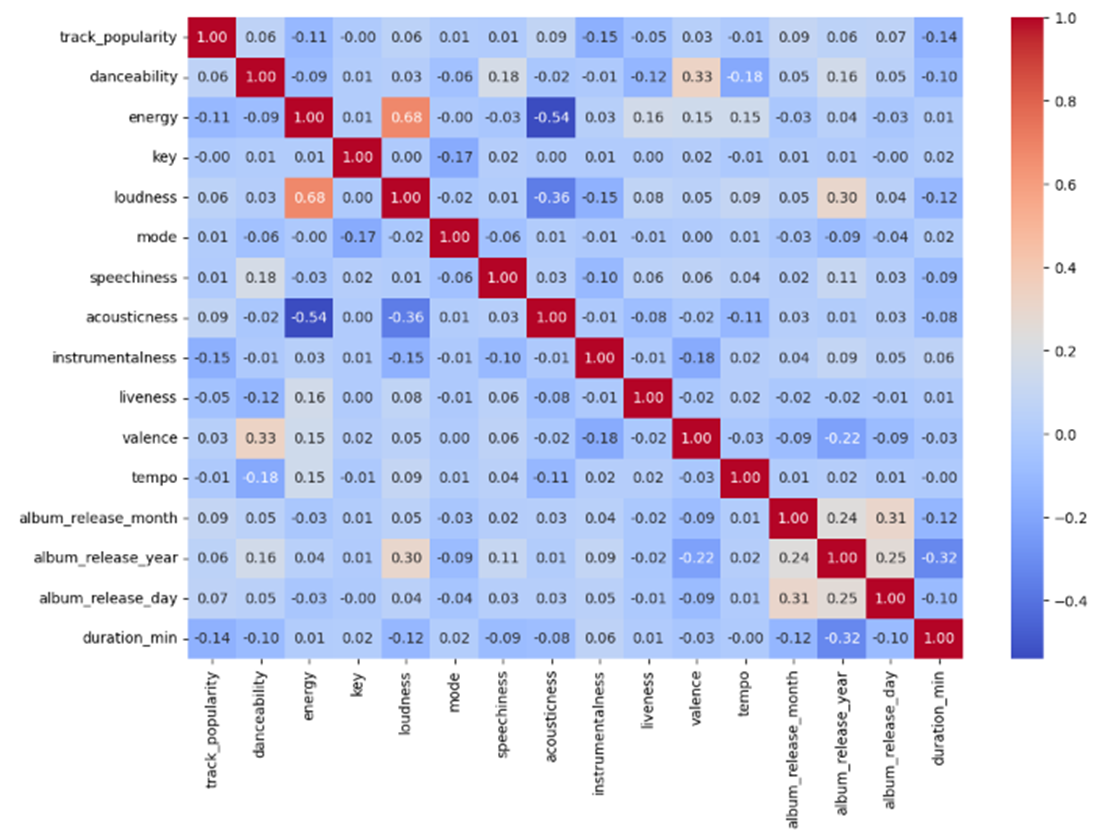 track_popularity 1.00 0.06 -0.11 -0.00 0.06 0.01 0.01 0.09 -0.15 -0.05 0.03 -0.01 0.09 0.06 0.07 -0.14
danceability 0.06 1.00 -0.09 0.01 0.03 -0.06 0.18 -0.02 -0.01 -0.12 0.33 -0.18 0.05 0.16 0.05 -0.10
energy -0.11 -0.09 1.00 0.01 0.68 -0.00 -0.03 -0.54 0.03 0.16 0.15 0.15 -0.03 0.04 -0.03 0.01
key -0.00 0.01 0.01 1.00 0.00 -0.17 0.02 0.00 0.01 0.00 0.02 -0.01 0.01 0.01 -0.00 0.02
loudness 0.06 0.03 0.68 0.00 1.00 -0.02 0.01 -0.36 -0.15 0.08 0.05 0.09 0.05 0.30 0.04 -0.12
mode 0.01 -0.06 -0.00 -0.17 -0.02 1.00 -0.06 0.01 -0.01 -0.01 0.00 0.01 -0.03 -0.09 -0.04 0.02
speechiness 0.01 0.18 -0.03 0.02 0.01 -0.06 1.00 0.03 -0.10 0.06 0.06 0.04 0.02 0.11 0.03 -0.09
acousticness 0.09 -0.02 -0.54 0.00 -0.36 0.01 0.03 1.00 -0.01 -0.08 -0.02 -0.11 0.03 0.01 0.03 -0.08
instrumentalness -0.15 -0.01 0.03 0.01 -0.15 -0.01 -0.10 -0.01 1.00 -0.01 -0.18 0.02 0.04 0.09 0.05 0.06
liveness -0.05 -0.12 0.16 0.00 0.08 -0.01 0.06 -0.08 -0.01 1.00 -0.02 0.02 -0.02 -0.02 -0.01 0.01
valence 0.03 0.33 0.15 0.02 0.05 0.00 0.06 -0.02 -0.18 -0.02 1.00 -0.03 -0.09 -0.22 -0.09 -0.03
tempo -0.01 -0.18 0.15 -0.01 0.09 0.01 0.04 -0.11 0.02 0.02 -0.03 1.00 0.01 0.02 0.01 -0.00
album_release_month 0.09 0.05 -0.03 0.01 0.05 -0.03 0.02 0.03 0.04 -0.02 -0.09 0.01 1.00 0.24 0.31 -0.12
album_release_year 0.06 0.16 0.04 0.01 0.30 -0.09 0.11 0.01 0.09 -0.02 -0.22 0.02 0.24 1.00 0.25 -0.32
album_release_day 0.07 0.05 -0.03 -0.00 0.04 -0.04 0.03 0.03 0.05 -0.01 -0.09 0.01 0.31 0.25 1.00 -0.10
duration_min -0.14 -0.10 0.01 0.02 -0.12 0.02 -0.09 -0.08 0.06 0.01 -0.03 -0.00 -0.12 -0.32 -0.10 1.00
track_popularity
danceability
energy
key
loudness
mode
speechiness
acousticness
instrumentalness
liveness
valence
tempo
album_release_month
album_release_year
album_release_day
duration_min
1.0
0.8
0.6
0.4
0.2
0.0
−0.2
−0.4